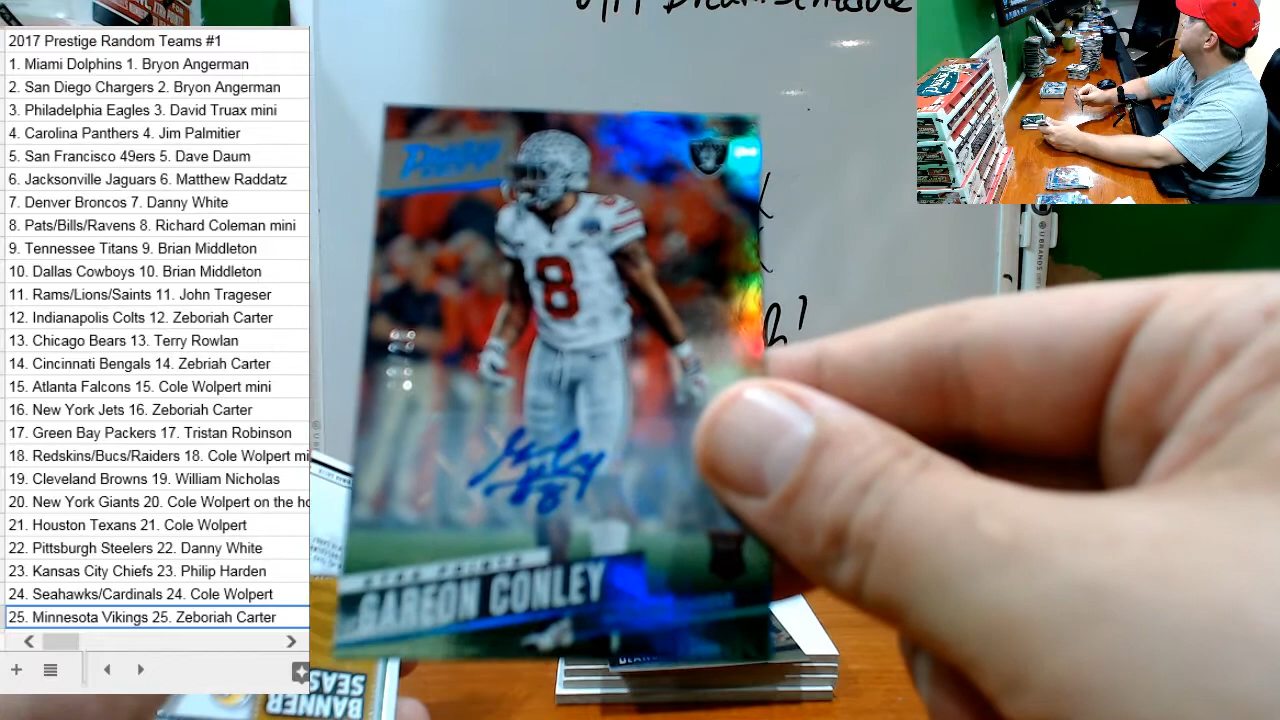 2017 Prestige Random Teams #1
1. Miami Dolphins 1. Bryon Angerman
2. San Diego Chargers 2. Bryon Angerman
3. Philadelphia Eagles 3. David Truax mini
4. Carolina Panthers 4. Jim Palmitier
5. San Francisco 49ers 5. Dave Daum
6. Jacksonville Jaguars 6. Matthew Raddatz
7. Denver Broncos 7. Danny White
8. Pats/Bills/Ravens 8. Richard Coleman mini
9. Tennessee Titans 9. Brian Middleton
10. Dallas Cowboys 10. Brian Middleton
11. Rams/Lions/Saints 11. John Trageser
12. Indianapolis Colts 12. Zeboriah Carter
13. Chicago Bears 13. Terry Rowlan
14. Cincinnati Bengals 14. Zebriah Carter
15. Atlanta Falcons 15. Cole Wolpert mini
16. New York Jets 16. Zeboriah Carter
17. Green Bay Packers 17. Tristan Robinson
18. Redskins/Bucs/Raiders 18. Cole Wolpert mi
19. Cleveland Browns 19. William Nicholas
20. New York Giants 20. Cole Wolpert on the ho
21. Houston Texans 21. Cole Wolpert
22. Pittsburgh Steelers 22. Danny White
23. Kansas City Chiefs 23. Philip Harden
24. Seahawks/Cardinals 24. Cole Wolpert
25. Minnesota Vikings 25. Zeboriah Carter
Prestige
8
GAREON CONLEY
BANNER
SEAS